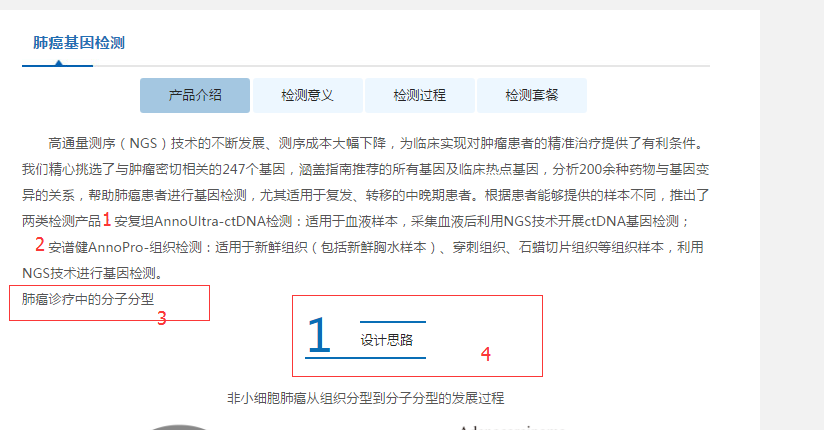 肺癌基因检测
产品介绍 检测意义 检测过程 检测套餐
高通量测序（NGS）技术的不断发展、测序成本大幅下降，为临床实现对肿瘤患者的精准治疗提供了有利条件。
我们精心挑选了与肿瘤密切相关的247个基因，涵盖指南推荐的所有基因及临床热点基因，分析200余种药物与基因变
异的关系，帮助肺癌患者进行基因检测，尤其适用于复发、转移的中晚期患者。根据患者能够提供的样本不同，推出了
两类检测产品1安复坦AnnoUltra-ctDNA检测：适用于血液样本，采集血液后利用NGS技术开展ctDNA基因检测；
2 安谱健AnnoPro-组织检测：适用于新鲜组织（包括新鲜胸水样本）、穿刺组织、石蜡切片组织等组织样本，利用
NGS技术进行基因检测。
肺癌诊疗中的分子分型
3
1 设计思路
4
非小细胞肺癌从组织分型到分子分型的发展过程